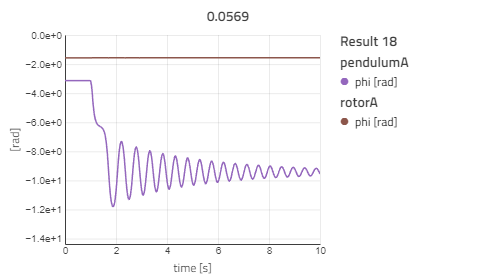 0.0569
0.0e+0
−2.0e+0
−4.0e+0
−6.0e+0
−8.0e+0
−1.0e+1
−1.2e+1
−1.4e+1
[rad]
0 2 4 6 8 10
time [s]
Result 18
pendulumA
phi [rad]
rotorA
phi [rad]